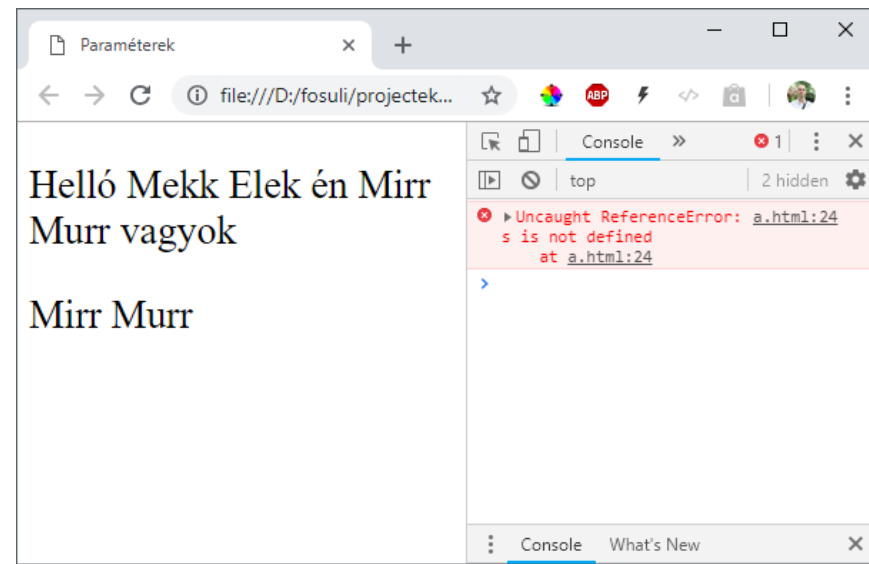 Paraméterek
file:///D:/fosuli/projectek...
ABP
Helló Mekk Elek én Mirr
Murr vagyok
Mirr Murr
Console
1
top
2 hidden
Uncaught ReferenceError: a.html:24
s is not defined
at a.html:24
Console What's New